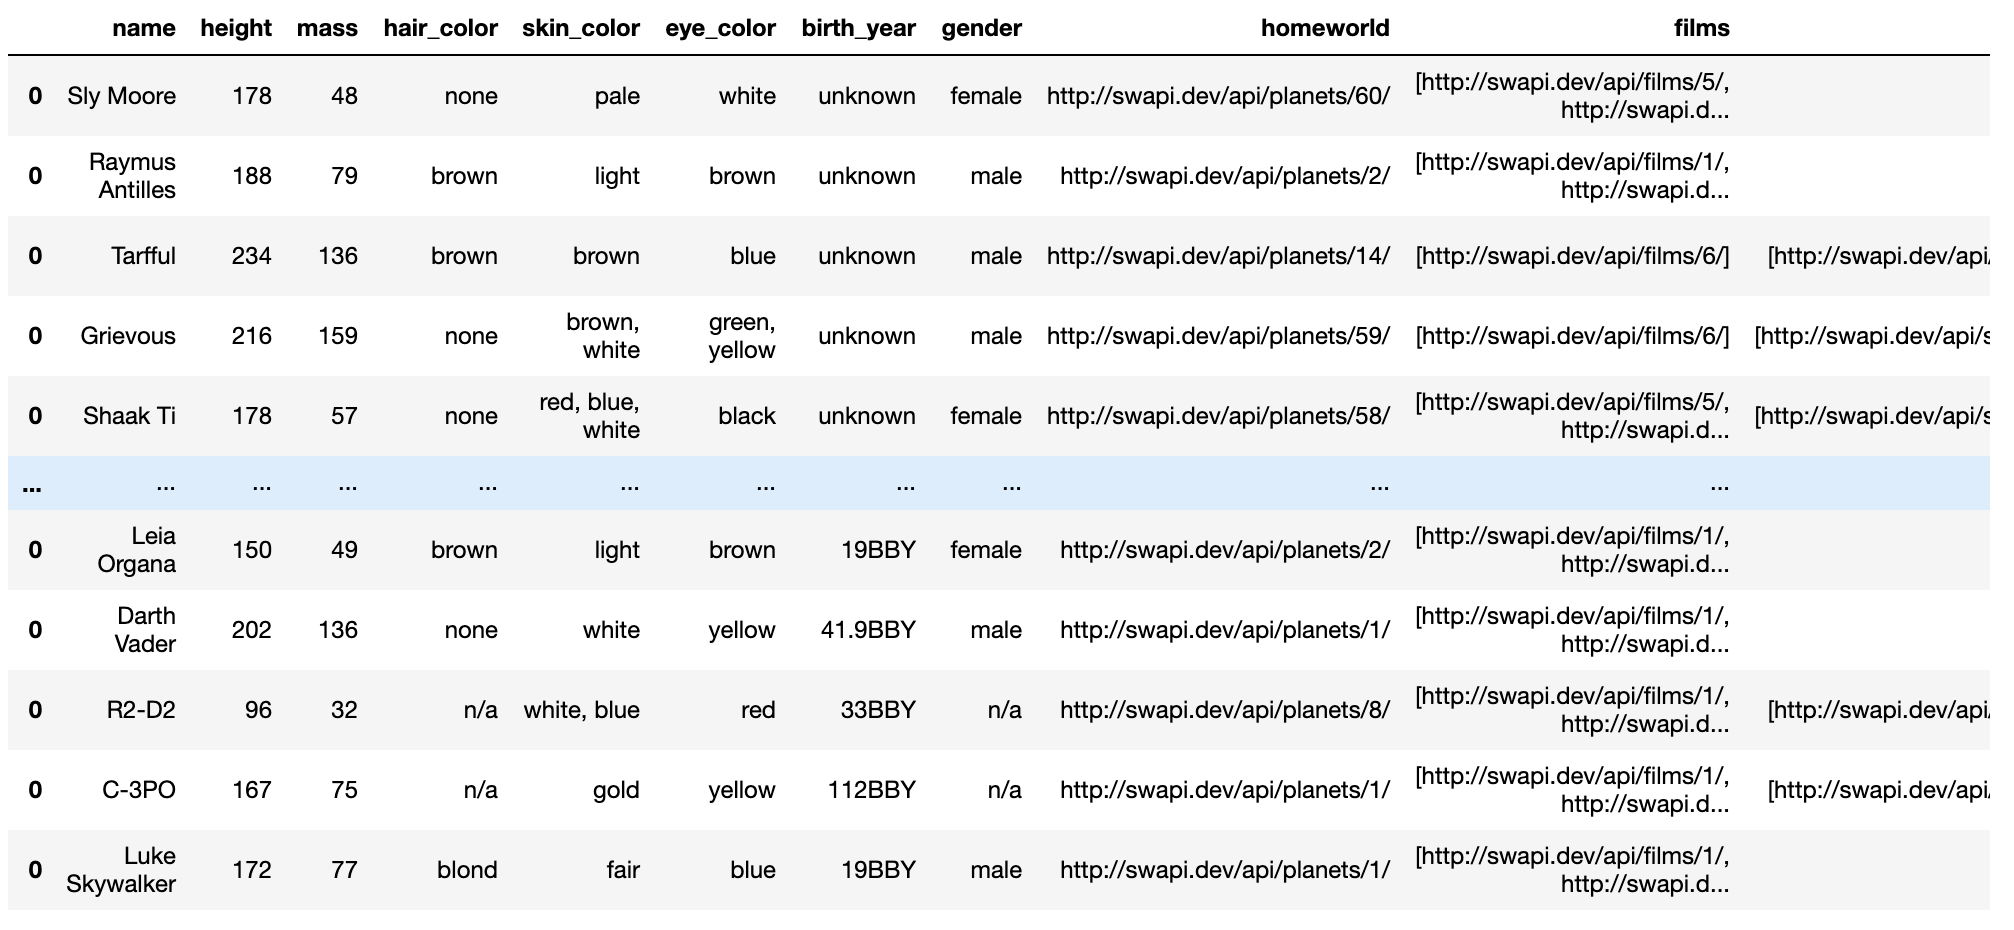 name height mass hair_color skin_color eye_color birth_year gender homeworld films
0 Sly Moore 178 48 none pale white unknown female http://swapi.dev/api/planets/60/ [http://swapi.dev/api/films/5/,
http://swapi.d...
0 Raymus
Antilles 188 79 brown light brown unknown male http://swapi.dev/api/planets/2/ [http://swapi.dev/api/films/1/,
http://swapi.d...
0 Tarfful 234 136 brown brown blue unknown male http://swapi.dev/api/planets/14/ [http://swapi.dev/api/films/6/] [http://swapi.dev/api/
0 Grievous 216 159 none brown,
white green,
yellow unknown male http://swapi.dev/api/planets/59/ [http://swapi.dev/api/films/6/] [http://swapi.dev/api/s
0 Shaak Ti 178 57 none red, blue,
white black unknown female http://swapi.dev/api/planets/58/ [http://swapi.dev/api/films/5/,
http://swapi.d... [http://swapi.dev/api/s
... ... ... ... ... ... ... ... ... ... ...
0 Leia
Organa 150 49 brown light brown 19BBY female http://swapi.dev/api/planets/2/ [http://swapi.dev/api/films/1/,
http://swapi.d...
0 Darth
Vader 202 136 none white yellow 41.9BBY male http://swapi.dev/api/planets/1/ [http://swapi.dev/api/films/1/,
http://swapi.d...
0 R2-D2 96 32 n/a white, blue red 33BBY n/a http://swapi.dev/api/planets/8/ [http://swapi.dev/api/films/1/,
http://swapi.d... [http://swapi.dev/api/
0 C-3PO 167 75 n/a gold yellow 112BBY n/a http://swapi.dev/api/planets/1/ [http://swapi.dev/api/films/1/,
http://swapi.d... [http://swapi.dev/api/
0 Luke
Skywalker 172 77 blond fair blue 19BBY male http://swapi.dev/api/planets/1/ [http://swapi.dev/api/films/1/,
http://swapi.d...